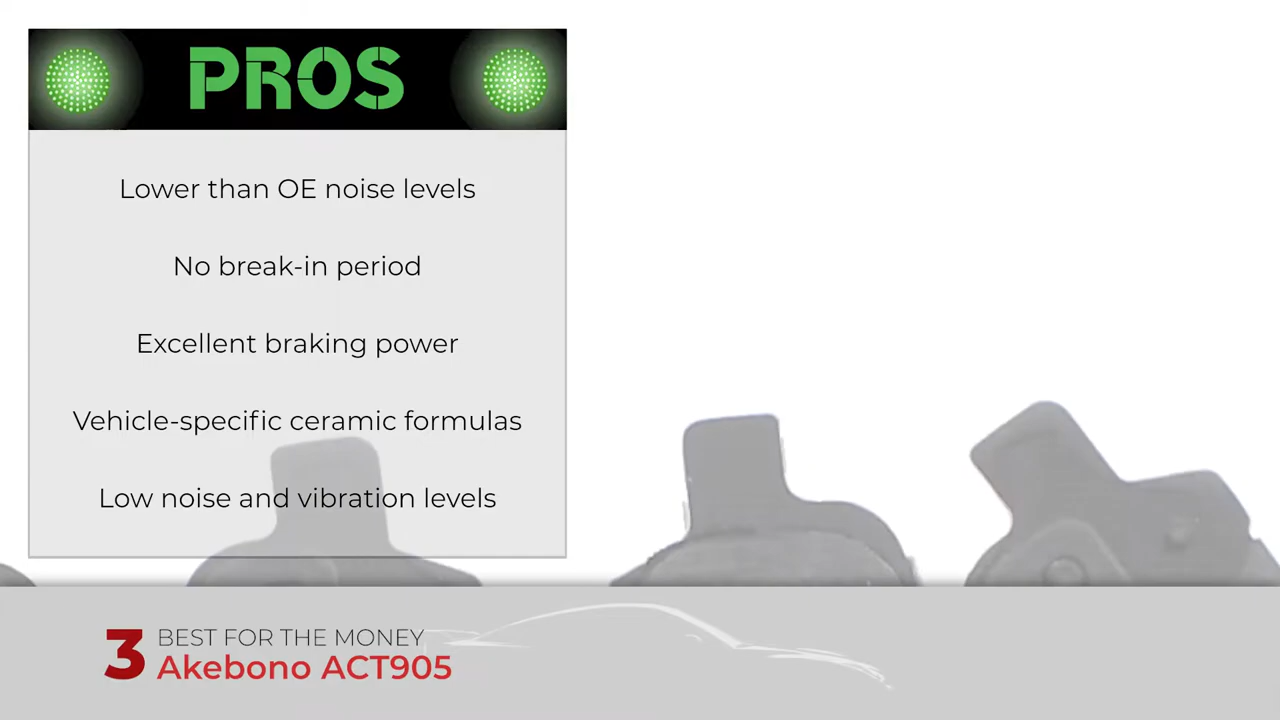 PROS
Lower than OE noise levels
No break-in period
Excellent braking power
Vehicle-specific ceramic formulas
Low noise and vibration levels
3
BEST FOR THE MONEY
Akebono ACT905